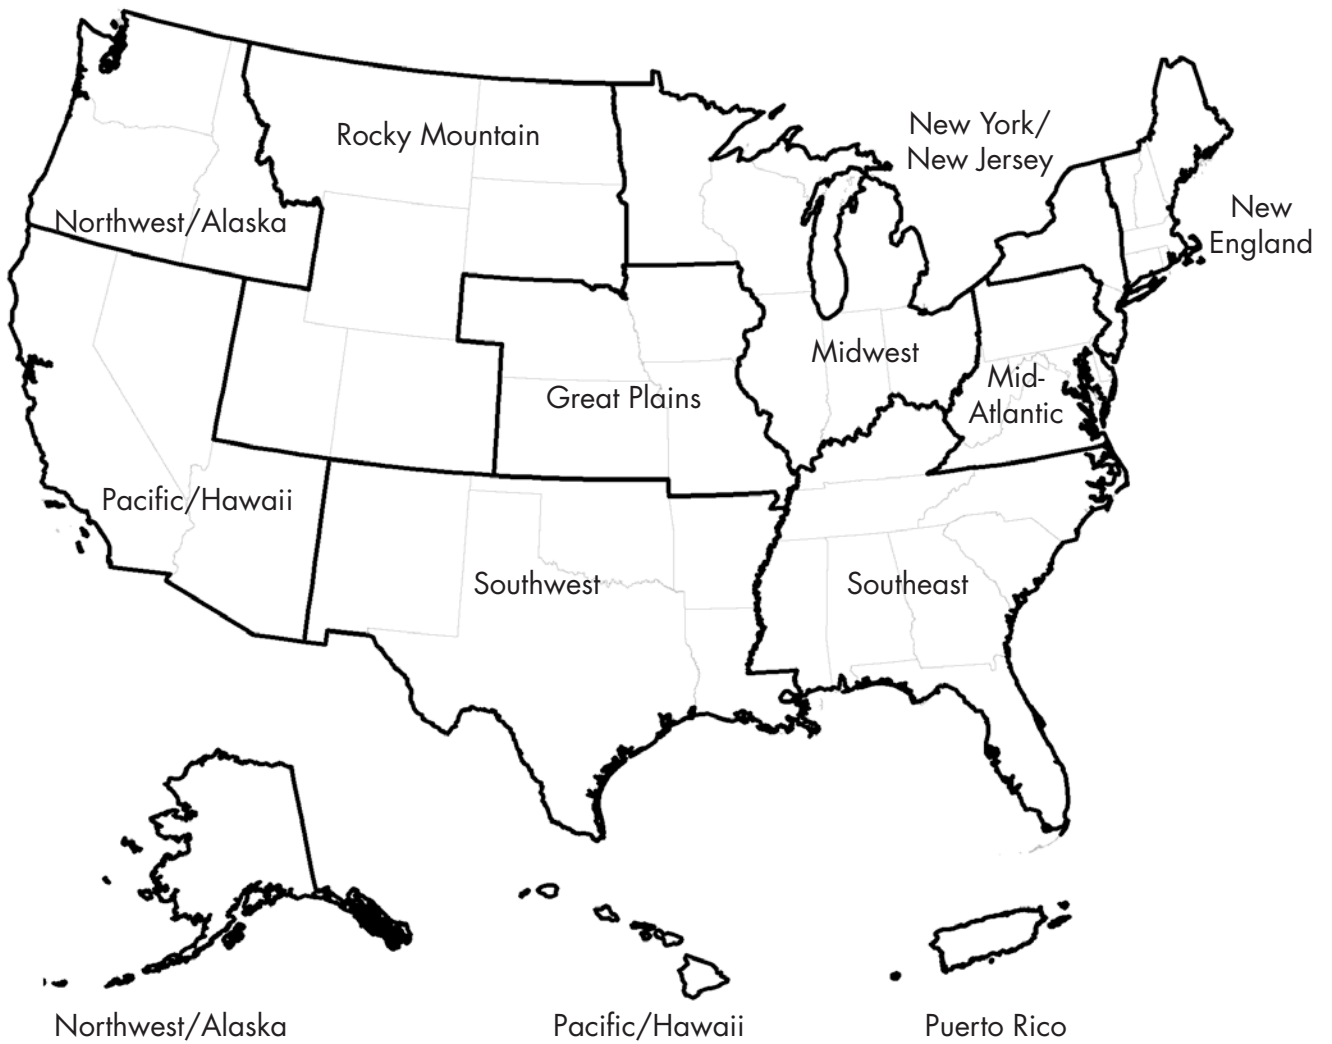 Rocky Mountain
New York/
New Jersey
Northwest/Alaska
New
England
Midwest
Great Plains
Mid-
Atlantic
Pacific/Hawaii
Southwest
Southeast
Northwest/Alaska
Pacific/Hawaii
Puerto Rico